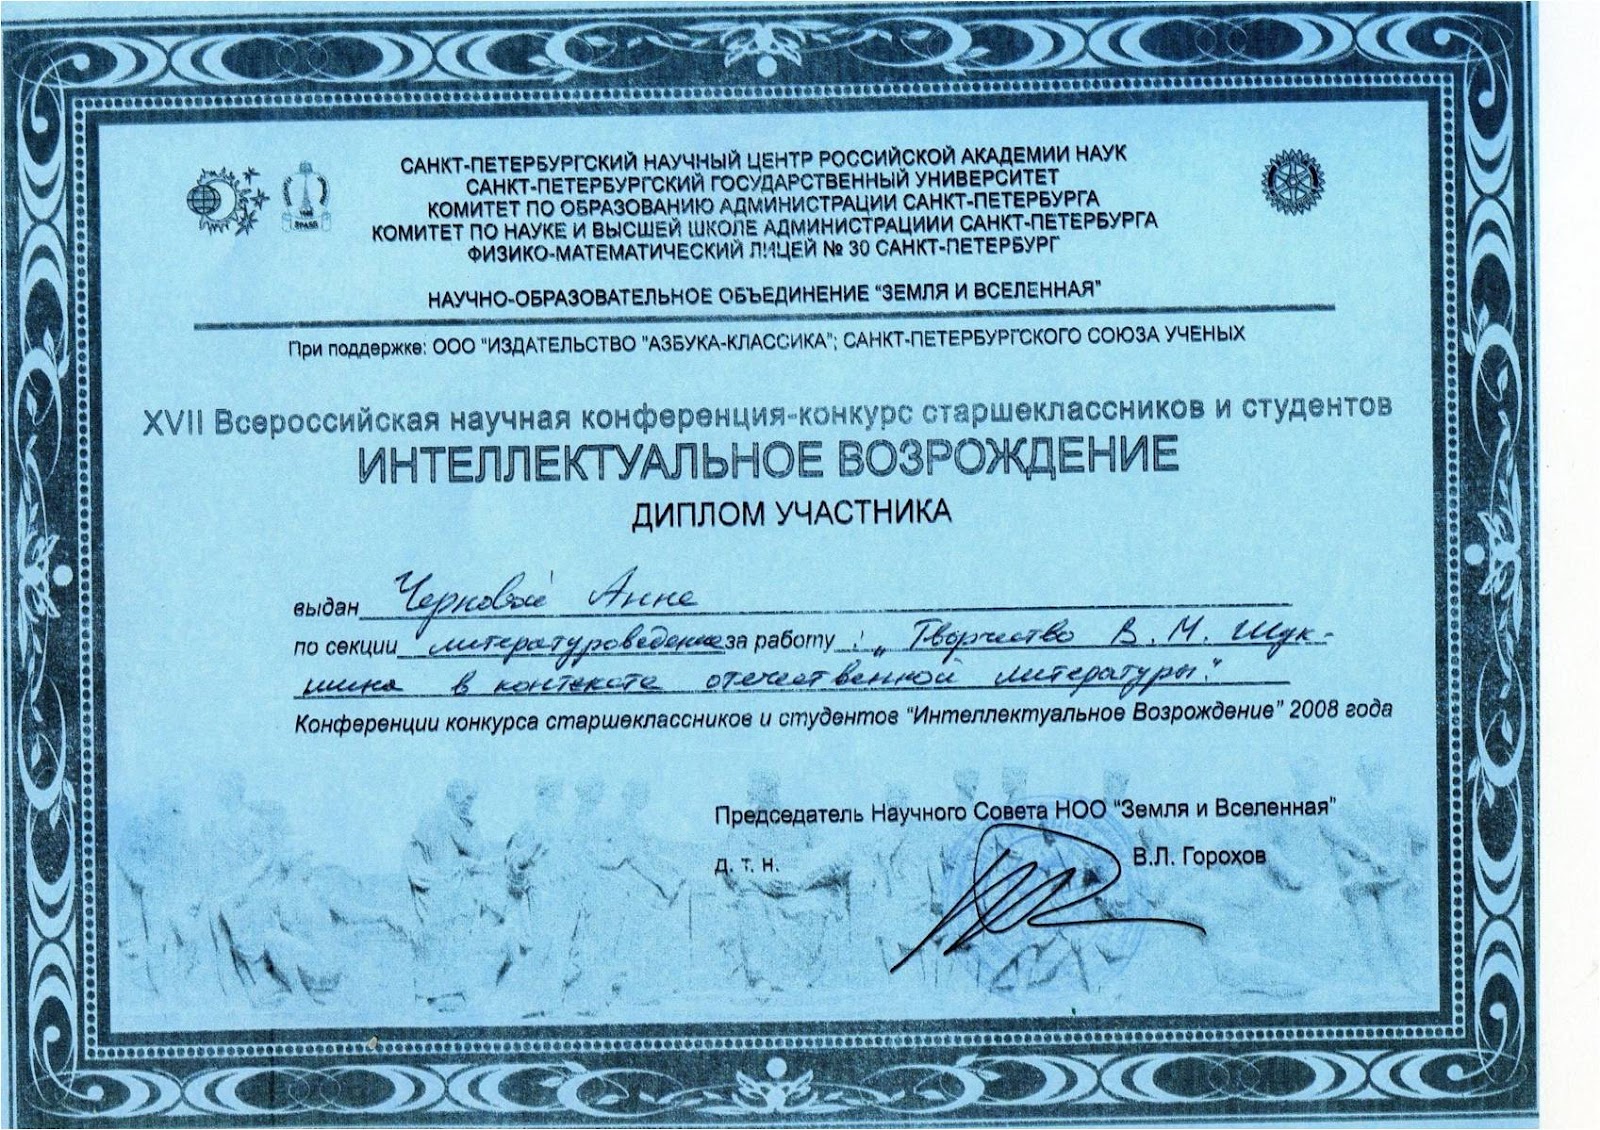 САНКТ-ПЕТЕРБУРГСКИЙ НАУЧНЫЙ ЦЕНТР РОССИЙСКОЙ АКАДЕМИИ НАУК
САНКТ-ПЕТЕРБУРГСКИЙ ГОСУДАРСТВЕННЫЙ УНИВЕРСИТЕТ
КОМИТЕТ ПО ОБРАЗОВАНИЮ АДМИНИСТРАЦИИ САНКТ-ПЕТЕРБУРГА
КОМИТЕТ ПО НАУКЕ И ВЫСШЕЙ ШКОЛЕ АДМИНИСТРАЦИИИ САНКТ-ПЕТЕРБУРГА
ФИЗИКО-МАТЕМАТИЧЕСКИЙ ЛИЦЕЙ № 30 САНКТ-ПЕТЕРБУРГ
НАУЧНО-ОБРАЗОВАТЕЛЬНОЕ ОБЪЕДИНЕНИЕ "ЗЕМЛЯ И ВСЕЛЕННАЯ"
При поддержке: ООО "ИЗДАТЕЛЬСТВО "АЗБУКА-КЛАССИКА"; САНКТ-ПЕТЕРБУРГСКОГО СОЮЗА УЧЕНЫХ
XVII Всероссийская научная конференция-конкурс старшеклассников и студентов
ИНТЕЛЛЕКТУАЛЬНОЕ ВОЗРОЖДЕНИЕ
ДИПЛОМ УЧАСТНИКА
выдан Черновой Анне
по секции литературоведение за работу : „Творчество В. М. Шук-
шина в контексте отечественной литературы".
Конференции конкурса старшеклассников и студентов "Интеллектуальное Возрождение" 2008 года
Председатель Научного Совета НОО "Земля и Вселенная"
д. т. н. В.Л. Горохов